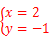 x = 2
y = −1